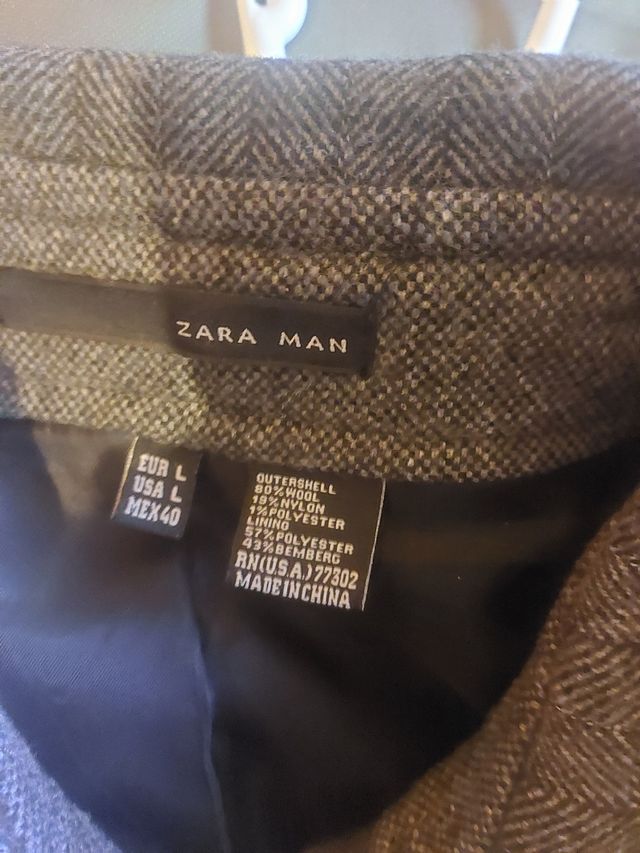 ZARA MAN
EUR L
USA L
MEX 40
OUTERSHELL
80%WOOL
19%NYLON
1%POLYESTER
LINING
57%POLYESTER
43%BEMBERG
RN(U.S.A.)77302
MADE IN CHINA